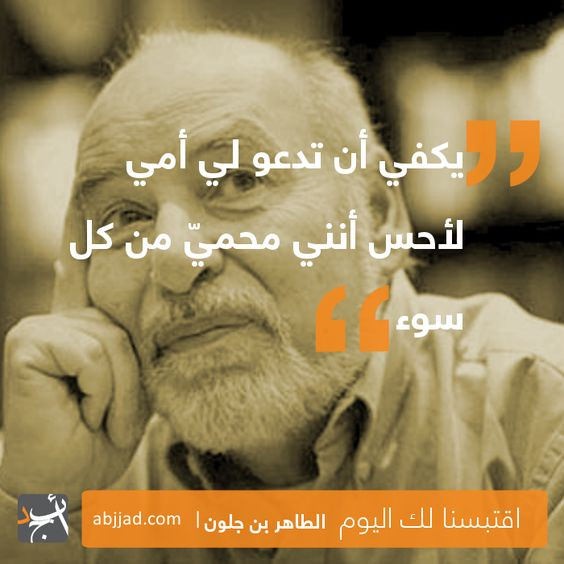 يكفي أن تدعو لي أمي
لأحس أنني محميّ من كل
سوء
اقتبسنا لك اليوم الطاهر بن جلون | abjjad.com
أبجد